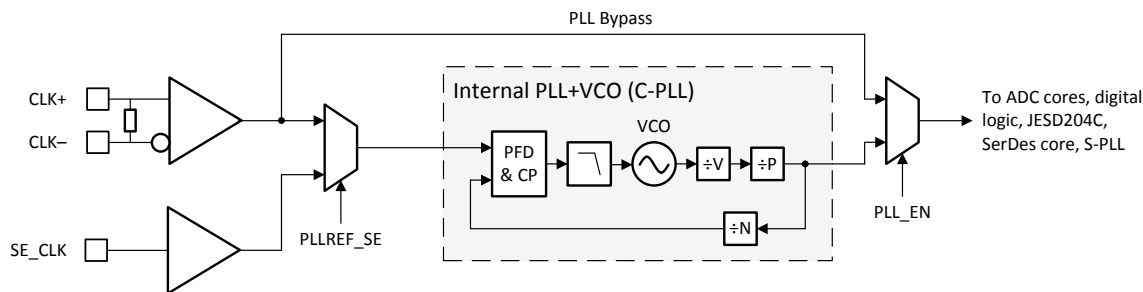 PLL Bypass
CLK+
CLK–
Internal PLL+VCO (C-PLL)
VCO
PFD
& CP
÷V
÷P
÷N
To ADC cores, digital
logic, JESD204C,
SerDes core, S-PLL
PLL_EN
SE_CLK
PLLREF_SE